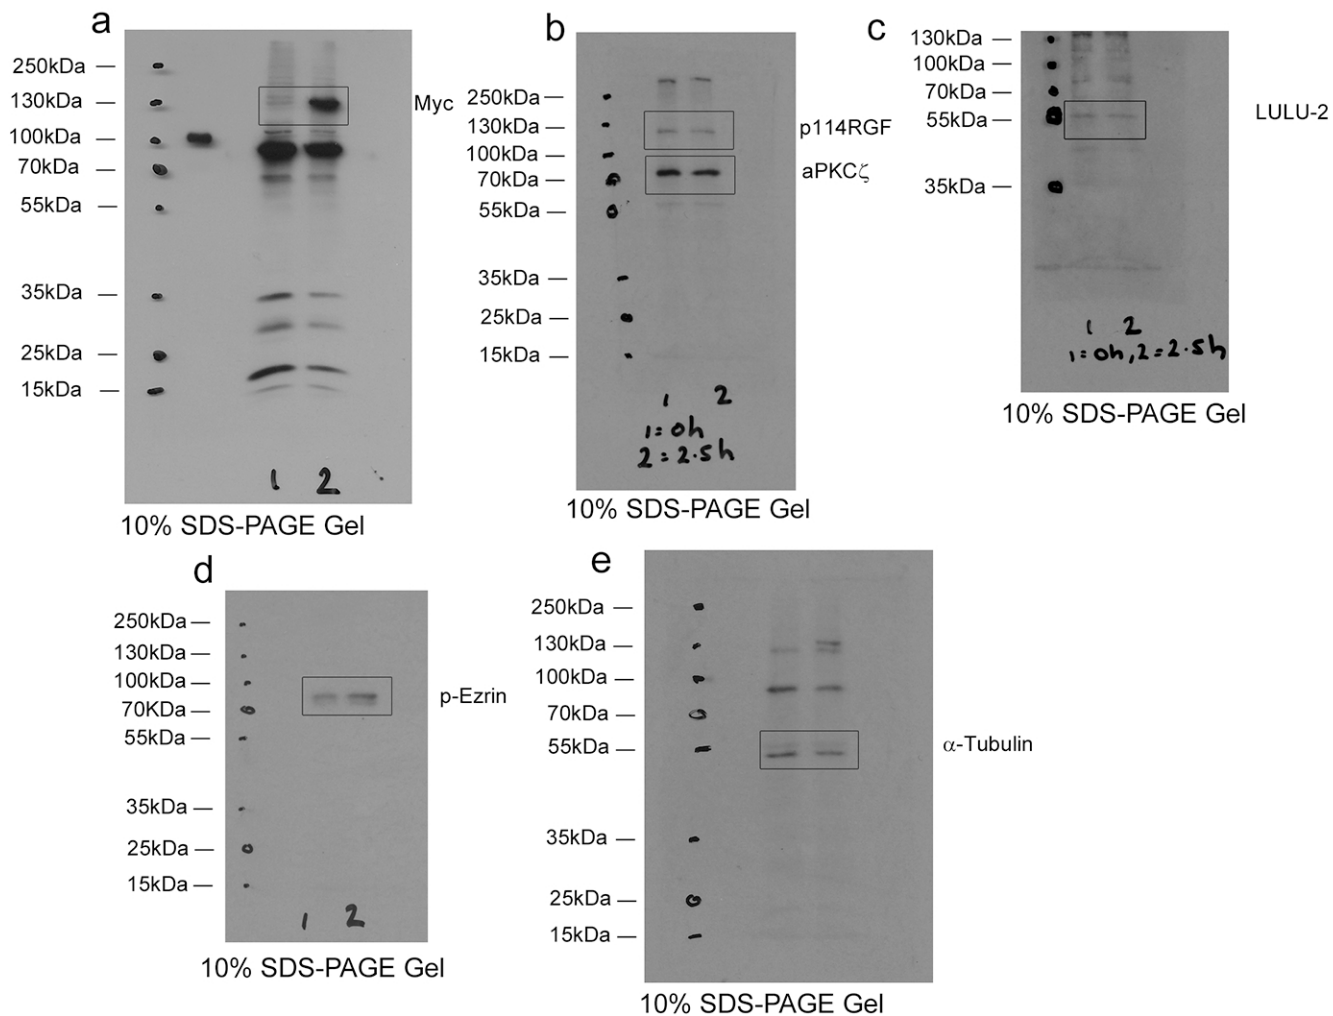 a
250kDa —
130kDa —
100kDa —
70kDa —
55kDa —
35kDa —
25kDa —
15kDa —
Myc
1 2
10% SDS-PAGE Gel
b
250kDa —
130kDa —
100kDa —
70kDa —
55kDa —
35kDa —
25kDa —
15kDa —
p114RGF
aPKCζ
1 2
1=0h
2=2.5h
10% SDS-PAGE Gel
c
130kDa —
100kDa —
70kDa —
55kDa —
35kDa —
LULU-2
1 2
1=0h, 2=2.5h
10% SDS-PAGE Gel
d
250kDa —
130kDa —
100kDa —
70KDa —
55kDa —
35kDa —
25kDa —
15kDa —
p-Ezrin
1 2
10% SDS-PAGE Gel
e
250kDa —
130kDa —
100kDa —
70kDa —
55kDa —
35kDa —
25kDa —
15kDa —
α-Tubulin
10% SDS-PAGE Gel